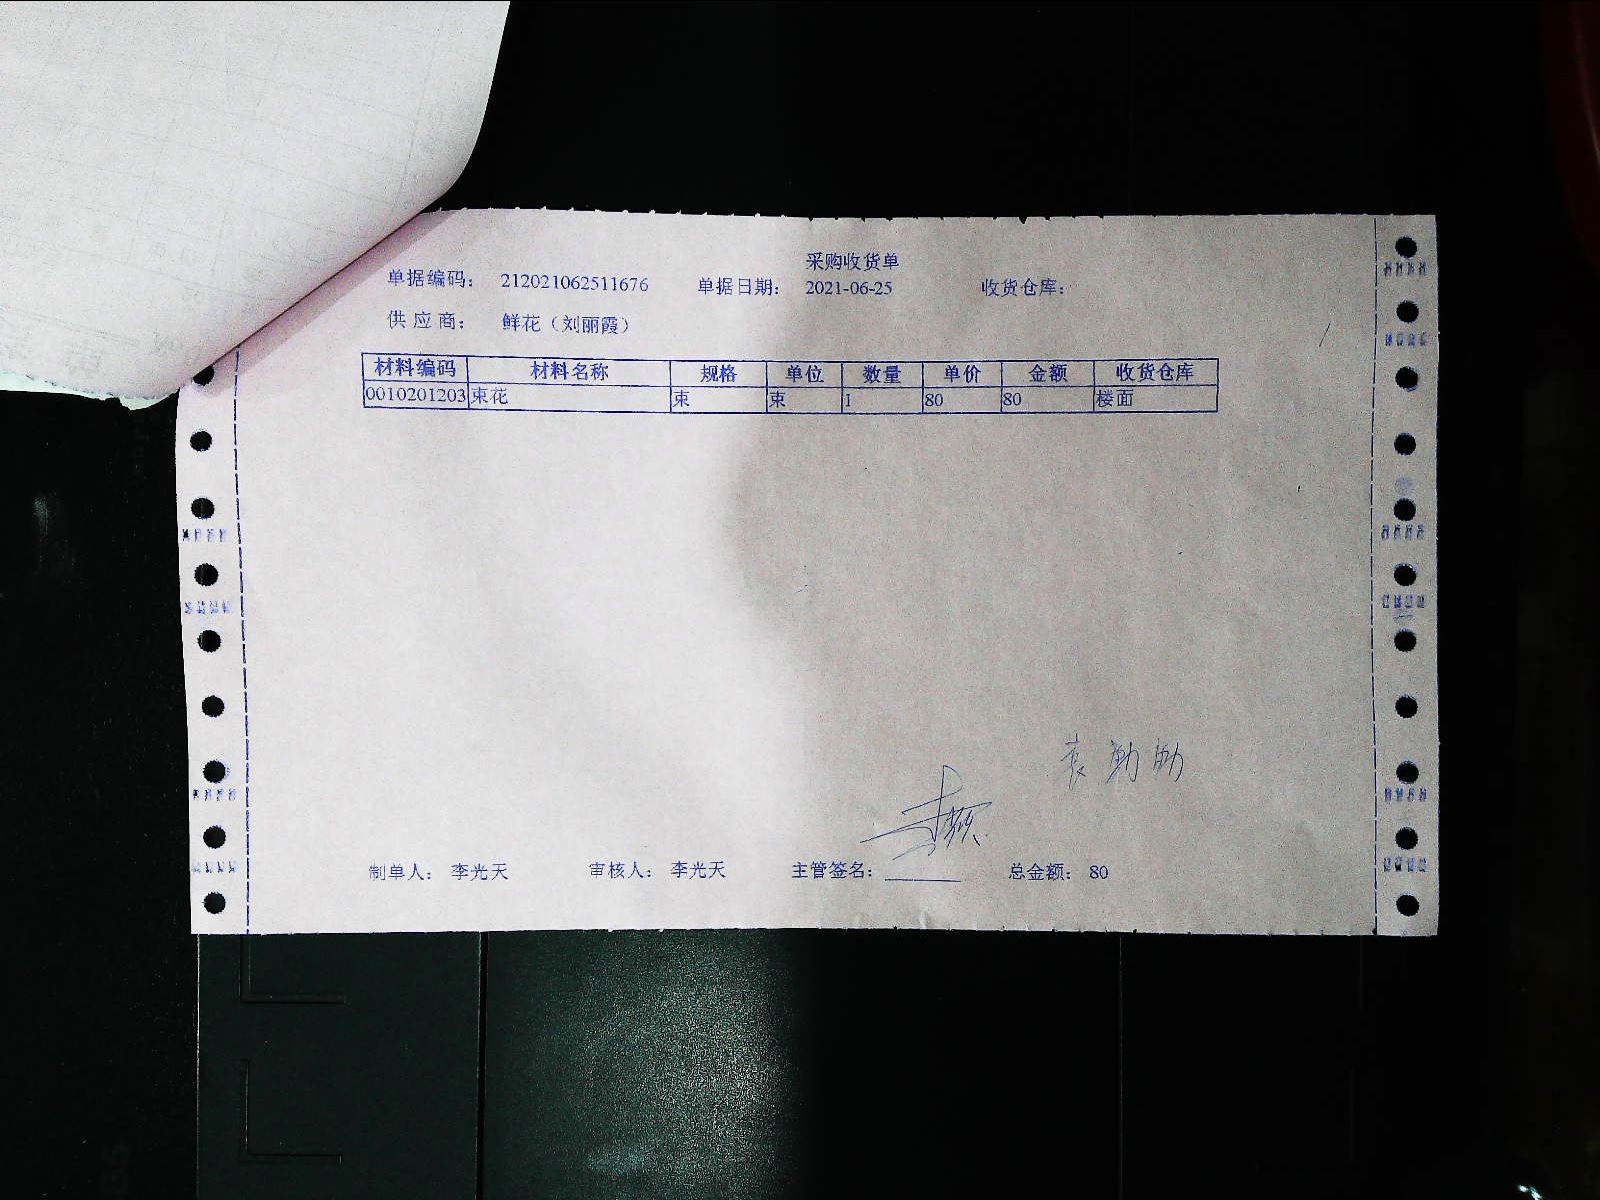 采购收货单
单据编码： 212021062511676 单据日期： 2021-06-25 收货仓库：
供应商： 鲜花（刘丽霞）
材料编码 材料名称 规格 单位 数量 单价 金额 收货仓库
0010201203 束花 束 束 1 80 80 楼面
制单人： 李光天 审核人： 李光天 主管签名： 总金额： 80